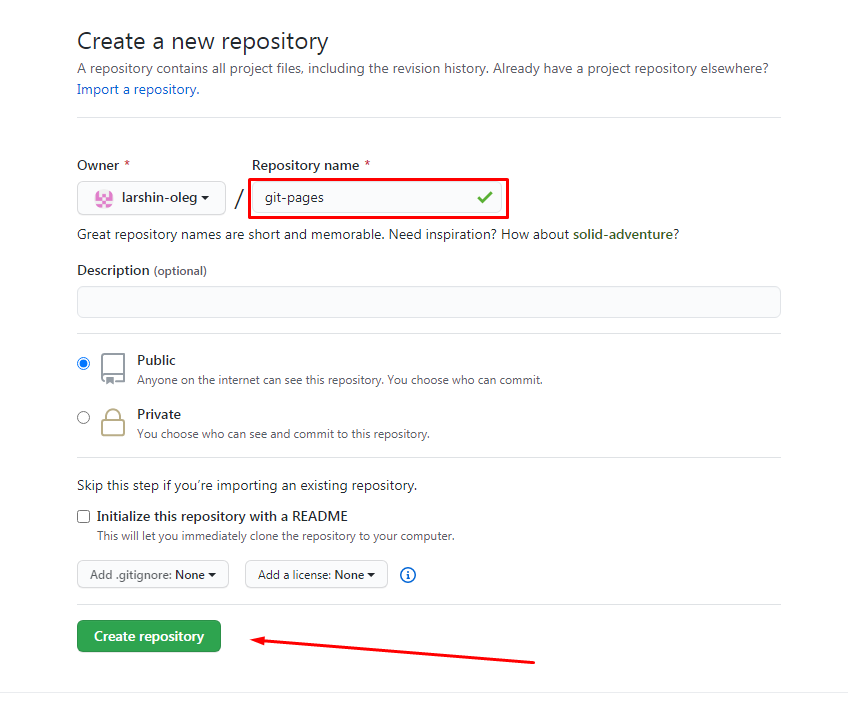 Create a new repository
A repository contains all project files, including the revision history. Already have a project repository elsewhere?
Import a repository.
Owner * Repository name *
larshin-oleg / git-pages
Great repository names are short and memorable. Need inspiration? How about solid-adventure?
Description (optional)
Public
Anyone on the internet can see this repository. You choose who can commit.
Private
You choose who can see and commit to this repository.
Skip this step if you’re importing an existing repository.
Initialize this repository with a README
This will let you immediately clone the repository to your computer.
Add .gitignore: None Add a license: None
Create repository